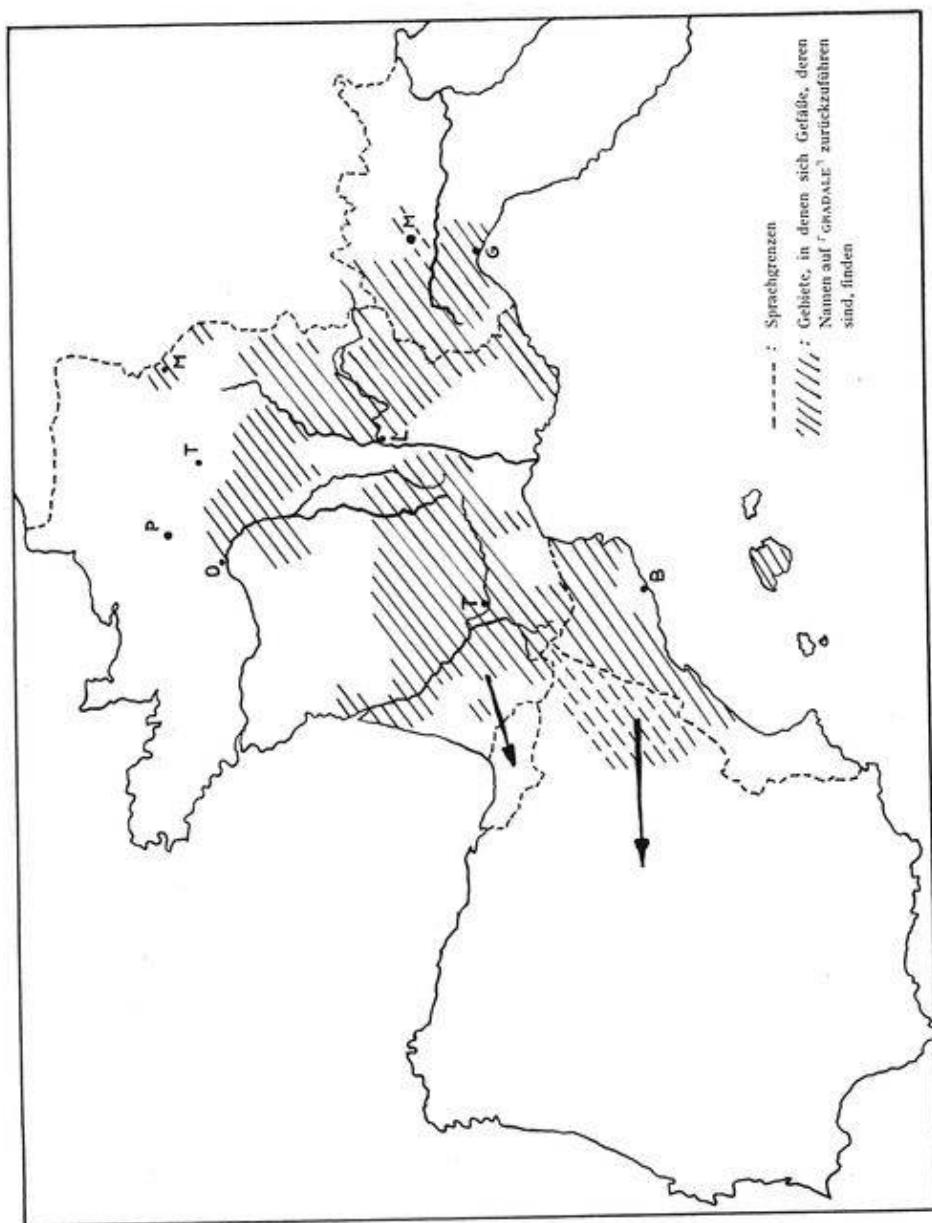 P
T
M
O
L
M
T
G
B
----- : Sprachgrenzen
: Gebiete, in denen sich Gefäße, deren
Namen auf ⌜GRADALE⌝ zurückzuführen
sind, finden